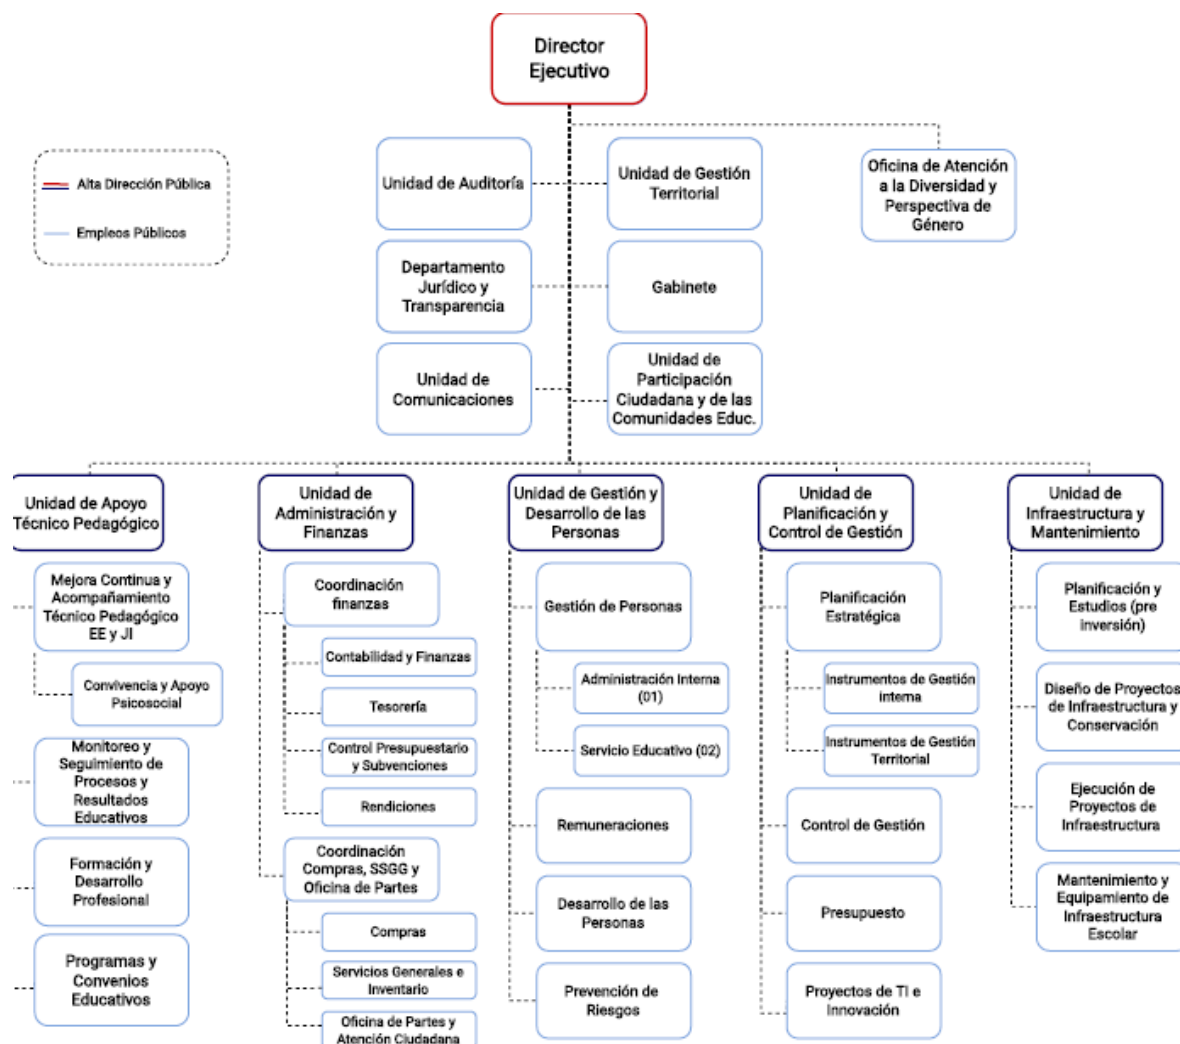 Director
Ejecutivo
Alta Dirección Pública
Empleos Públicos
Unidad de Auditoría
Unidad de Gestión
Territorial
Oficina de Atención
a la Diversidad y
Perspectiva de
Género
Departamento
Jurídico y
Transparencia
Gabinete
Unidad de
Comunicaciones
Unidad de
Participación
Ciudadana y de las
Comunidades Educ.
Unidad de Apoyo
Técnico Pedagógico
Mejora Continua y
Acompañamiento
Técnico Pedagógico
EE y JI
Convivencia y Apoyo
Psicosocial
Monitoreo y
Seguimiento de
Procesos y
Resultados
Educativos
Formación y
Desarrollo
Profesional
Programas y
Convenios
Educativos
Unidad de
Administración y
Finanzas
Coordinación
finanzas
Contabilidad y Finanzas
Tesorería
Control Presupuestario
y Subvenciones
Rendiciones
Coordinación
Compras, SSGG y
Oficina de Partes
Compras
Servicios Generales e
Inventario
Oficina de Partes y
Atención Ciudadana
Unidad de Gestión y
Desarrollo de las
Personas
Gestión de Personas
Administración Interna
(01)
Servicio Educativo (02)
Remuneraciones
Desarrollo de las
Personas
Prevención de
Riesgos
Unidad de
Planificación y
Control de Gestión
Planificación
Estratégica
Instrumentos de Gestión
interna
Instrumentos de Gestión
Territorial
Control de Gestión
Presupuesto
Proyectos de TI e
Innovación
Unidad de
Infraestructura y
Mantenimiento
Planificación y
Estudios (pre
inversión)
Diseño de Proyectos
de Infraestructura y
Conservación
Ejecución de
Proyectos de
Infraestructura
Mantenimiento y
Equipamiento de
Infraestructura
Escolar